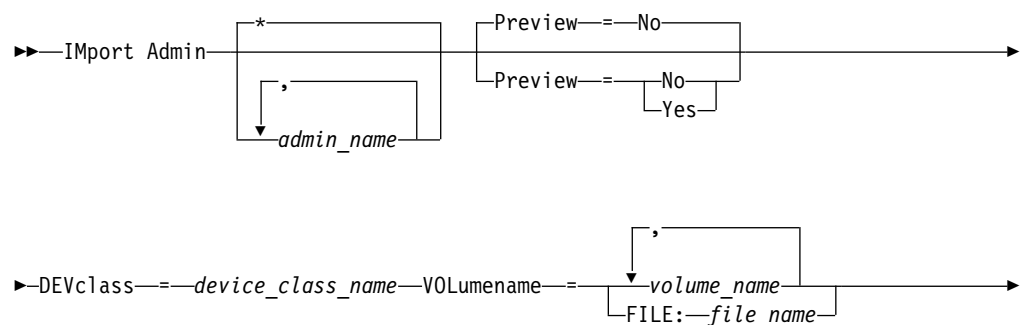 *
Preview = No
IMport Admin
,
admin_name
Preview = No
Yes
,
DEVclass = device_class_name VOLumename = volume_name
FILE: file name